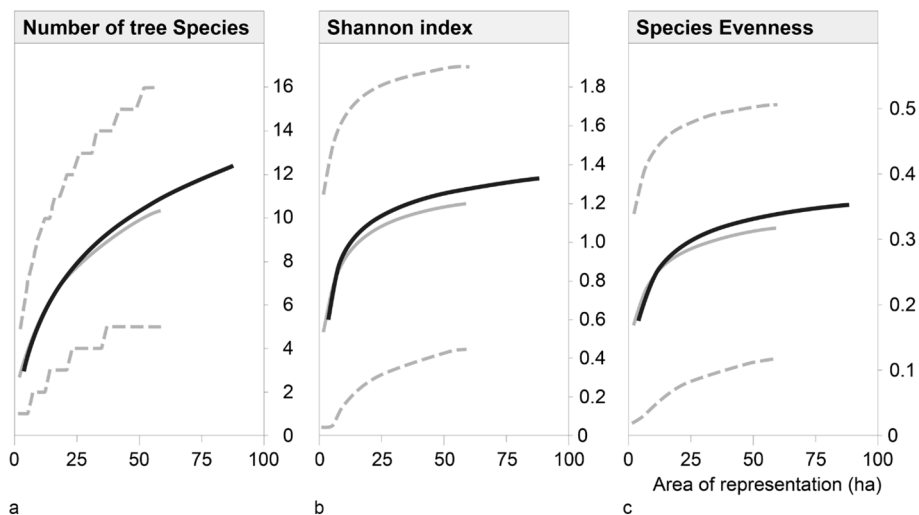 Number of tree Species
Shannon index
Species Evenness
16
14
12
10
8
6
4
2
0
1.8
1.6
1.4
1.2
1.0
0.8
0.6
0.4
0.2
0
0.5
0.4
0.3
0.2
0.1
0
0 25 50 75 100
0 25 50 75 100
0 25 50 75 100
Area of representation (ha)
a
b
c